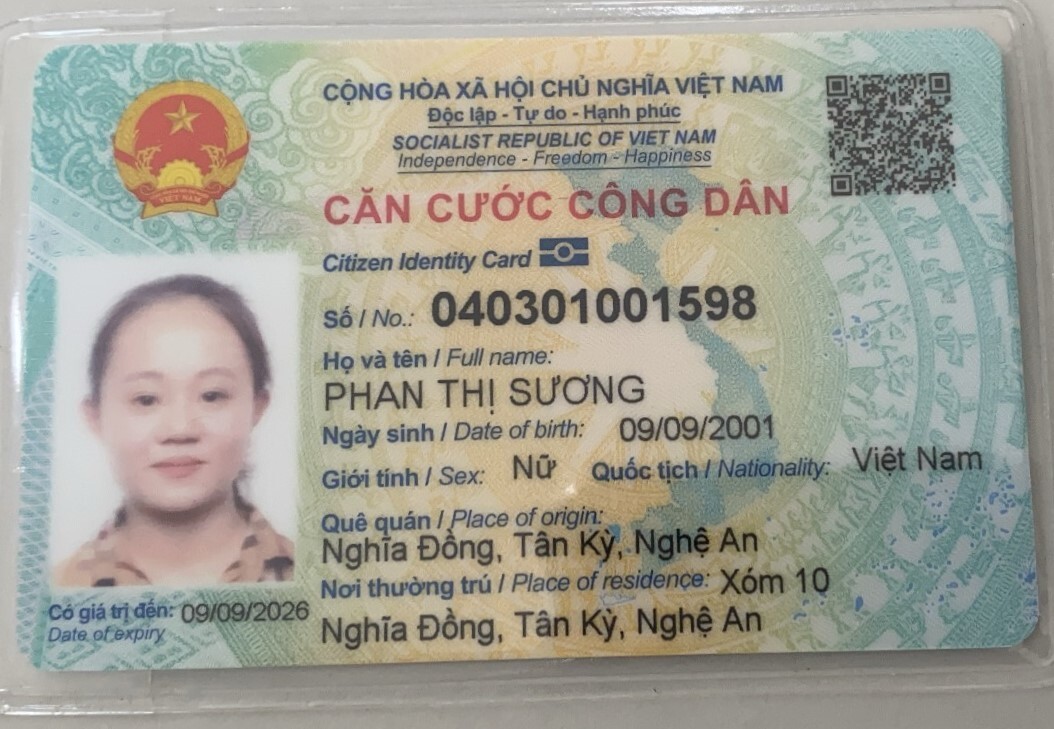 CỘNG HÒA XÃ HỘI CHỦ NGHĨA VIỆT NAM
Độc lập - Tự do - Hạnh phúc
SOCIALIST REPUBLIC OF VIET NAM
Independence - Freedom - Happiness
VIỆT NAM
CĂN CƯỚC CÔNG DÂN
Citizen Identity Card
Số / No.: 040301001598
Họ và tên / Full name:
PHAN THỊ SƯƠNG
Ngày sinh / Date of birth: 09/09/2001
Giới tính / Sex: Nữ Quốc tịch / Nationality: Việt Nam
Quê quán / Place of origin:
Nghĩa Đồng, Tân Kỳ, Nghệ An
Nơi thường trú / Place of residence: Xóm 10
Nghĩa Đồng, Tân Kỳ, Nghệ An
Có giá trị đến: 09/09/2026
Date of expiry